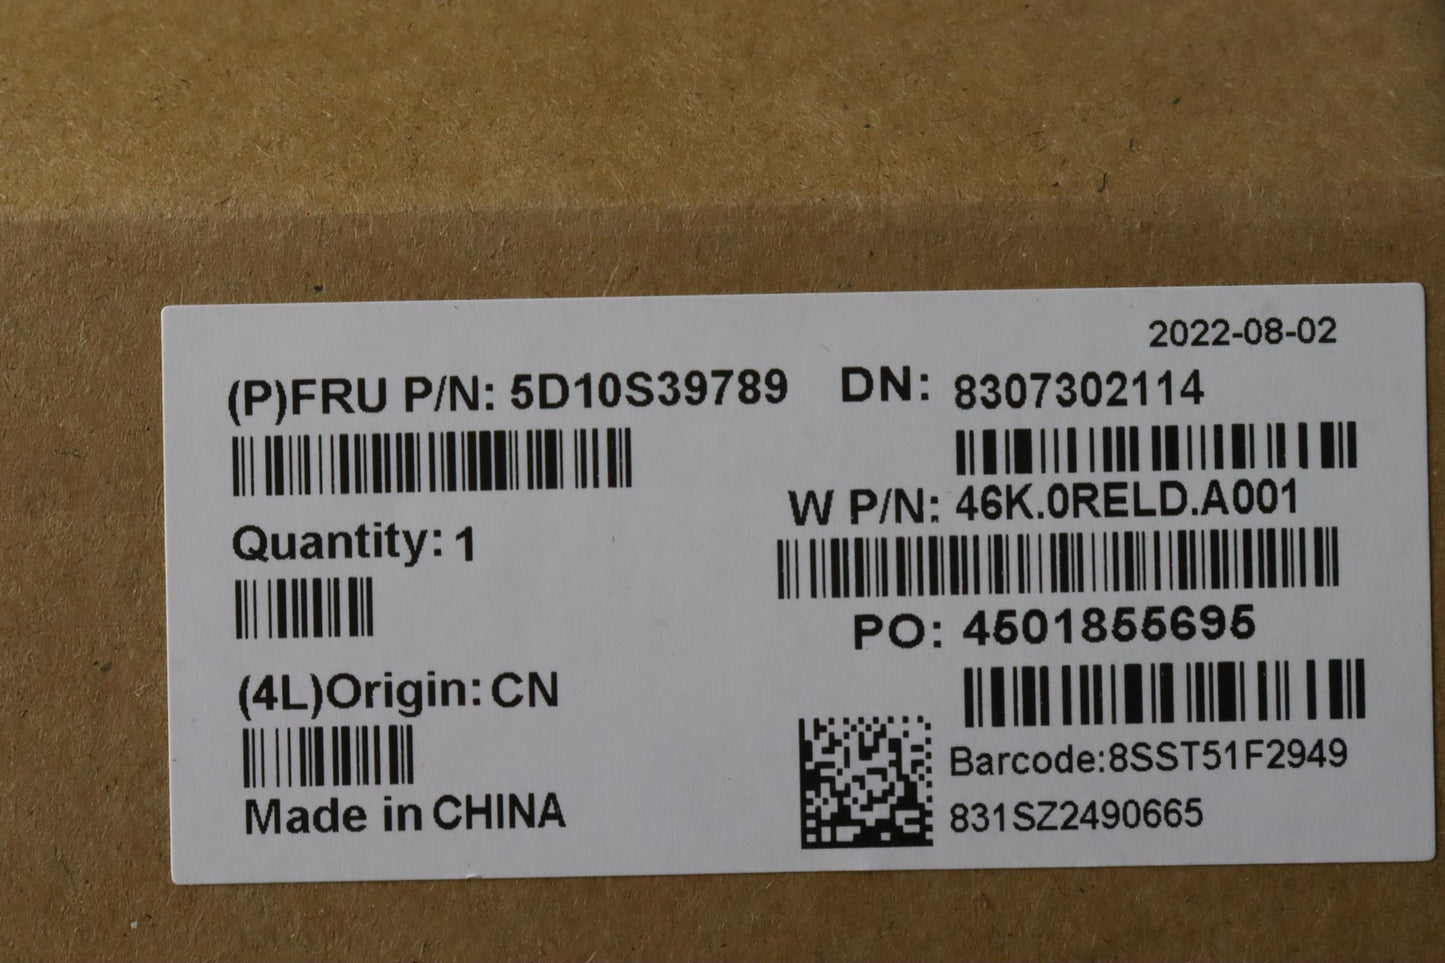 2022-08-02
(P)FRU P/N: 5D10S39789 DN: 8307302114
W P/N: 46K.0RELD.A001
Quantity: 1
PO: 4501855695
(4L)Origin: CN
Barcode:8SST51F2949
Made in CHINA
831SZ2490665